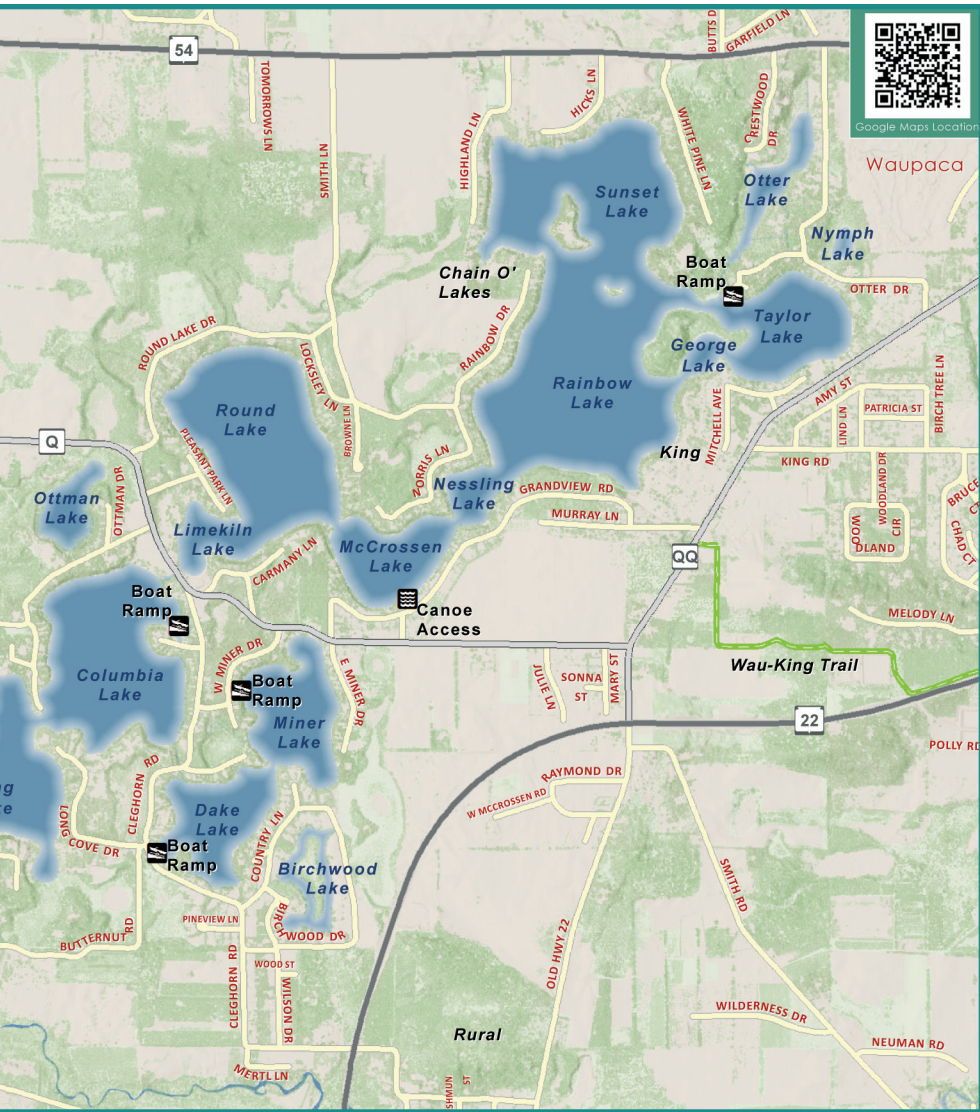 54
BUTTS D
GARFIELD LN
Google Maps Location
Waupaca
TOMORROWS LN
SMITH LN
HIGHLAND LN
HICKS LN
WHITE PINE LN
CRESTWOOD
DR
Otter
Lake
Sunset
Lake
Nymph
Lake
Chain O'
Lakes
Boat
Ramp
OTTER DR
Taylor
Lake
ROUND LAKE DR
RAINBOW DR
George
Lake
LOCKSLEY LN
Rainbow
Lake
BIRCH TREE LN
AMY ST
PATRICIA ST
LIND LN
MITCHELL AVE
Round
Lake
BROWNE LN
Q
PLEASANT PARK LN
NORRIS LN
King
KING RD
Ottman
Lake
OTTMAN DR
Nessling
Lake
GRANDVIEW RD
MURRAY LN
WOODLAND DR
WOO
DLAND
CIR
BRUCE
CT
CHAD CT
Limekiln
Lake
McCrossen
Lake
CARMANY LN
QQ
Boat
Ramp
Canoe
Access
MELODY LN
W MINER DR
E MINER DR
Columbia
Lake
Boat
Ramp
JULIE LN
SONNA
ST
MARY ST
Wau-King Trail
Miner
Lake
22
POLLY RD
CLEGHORN RD
RAYMOND DR
W MCCROSSEN RD
g
e
LONG
COVE DR
Dake
Lake
Boat
Ramp
COUNTRY LN
Birchwood
Lake
SMITH RD
PINEVIEW LN
BIRCH
WOOD DR
BUTTERNUT RD
OLD HWY 22
CLEGHORN RD
WOOD ST
WILSON DR
WILDERNESS DR
Rural
NEUMAN RD
MERTL LN
SHMUN
ST